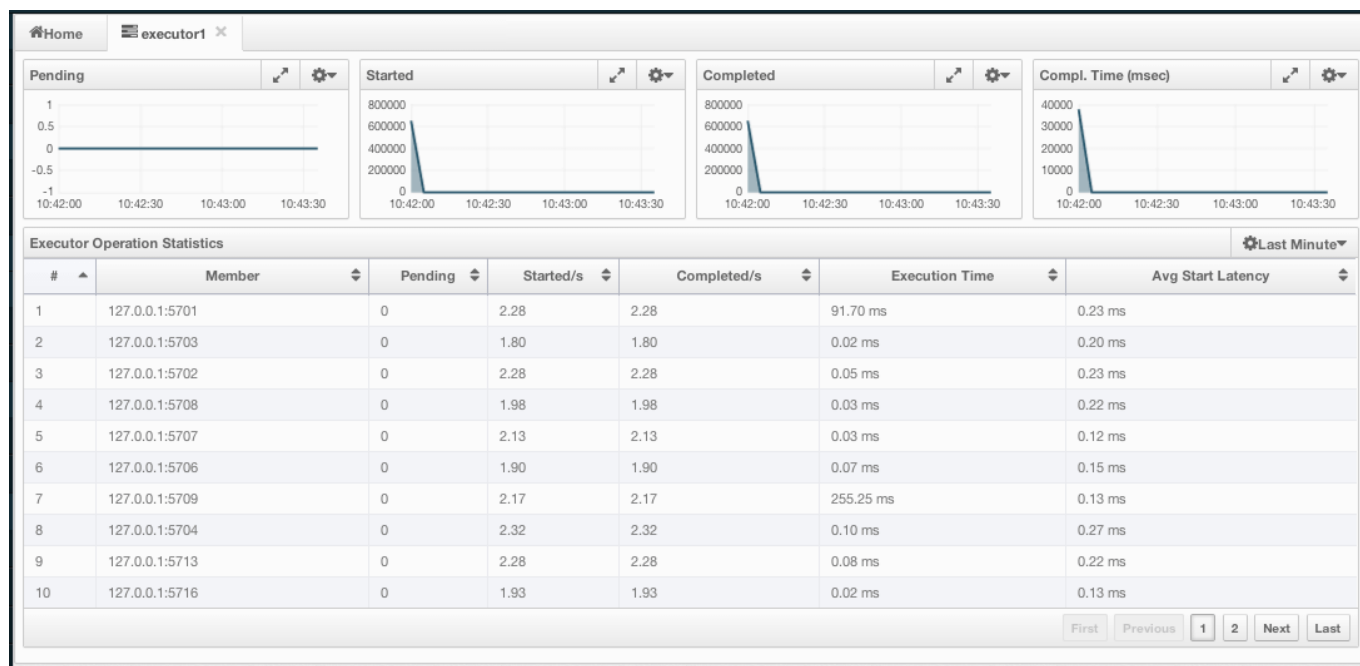 Home executor1
Pending Started Completed Compl. Time (msec)
1
0.5
0
-0.5
-1
10:42:00 10:42:30 10:43:00 10:43:30
800000
600000
400000
200000
0
10:42:00 10:42:30 10:43:00 10:43:30
800000
600000
400000
200000
0
10:42:00 10:42:30 10:43:00 10:43:30
40000
30000
20000
10000
0
10:42:00 10:42:30 10:43:00 10:43:30
Executor Operation Statistics Last Minute
# Member Pending Started/s Completed/s Execution Time Avg Start Latency
1 127.0.0.1:5701 0 2.28 2.28 91.70 ms 0.23 ms
2 127.0.0.1:5703 0 1.80 1.80 0.02 ms 0.20 ms
3 127.0.0.1:5702 0 2.28 2.28 0.05 ms 0.23 ms
4 127.0.0.1:5708 0 1.98 1.98 0.03 ms 0.22 ms
5 127.0.0.1:5707 0 2.13 2.13 0.03 ms 0.12 ms
6 127.0.0.1:5706 0 1.90 1.90 0.07 ms 0.15 ms
7 127.0.0.1:5709 0 2.17 2.17 255.25 ms 0.13 ms
8 127.0.0.1:5704 0 2.32 2.32 0.10 ms 0.27 ms
9 127.0.0.1:5713 0 2.28 2.28 0.08 ms 0.22 ms
10 127.0.0.1:5716 0 1.93 1.93 0.02 ms 0.13 ms
First Previous 1 2 Next Last